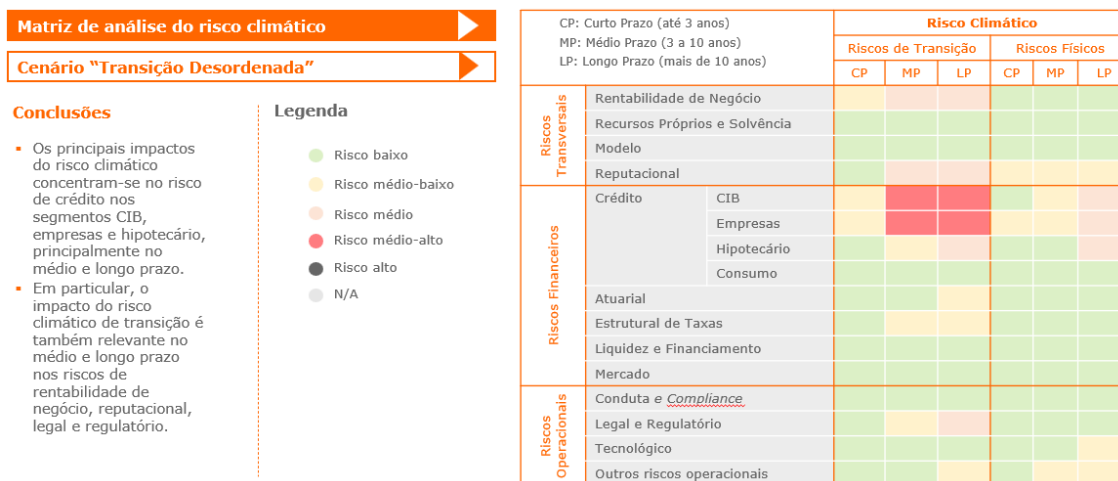 Matriz de análise do risco climático
Cenário “Transição Desordenada”
Conclusões
▪ Os principais impactos
do risco climático
concentram-se no risco
de crédito nos
segmentos CIB,
empresas e hipotecário,
principalmente no
médio e longo prazo.
▪ Em particular, o
impacto do risco
climático de transição é
também relevante no
médio e longo prazo
nos riscos de
rentabilidade de
negócio, reputacional,
legal e regulatório.
Legenda
Risco baixo
Risco médio-baixo
Risco médio
Risco médio-alto
Risco alto
N/A
CP: Curto Prazo (até 3 anos)
MP: Médio Prazo (3 a 10 anos)
LP: Longo Prazo (mais de 10 anos)
Risco Climático
Riscos de Transição Riscos Físicos
CP MP LP CP MP LP
Riscos
Transversais
Rentabilidade de Negócio
Recursos Próprios e Solvência
Modelo
Reputacional
Riscos Financeiros
Crédito CIB
Empresas
Hipotecário
Consumo
Atuarial
Estrutural de Taxas
Liquidez e Financiamento
Mercado
Riscos
Operacionais
Conduta e Compliance
Legal e Regulatório
Tecnológico
Outros riscos operacionais